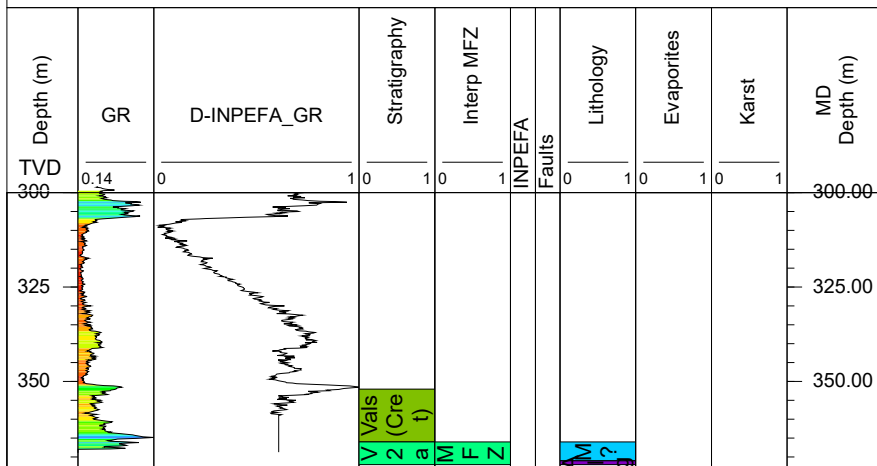 Depth (m)
TVD
GR
0.14
D-INPEFA_GR
0 1
Stratigraphy
0 1
Interp MFZ
0 1
INPEFA
Faults
Lithology
0 1
Evaporites
0 1
Karst
0 1
MD
Depth (m)
300
300.00
325
325.00
350
350.00
Vals
(Cre
t)
V
2
a
M
F
Z
M
?